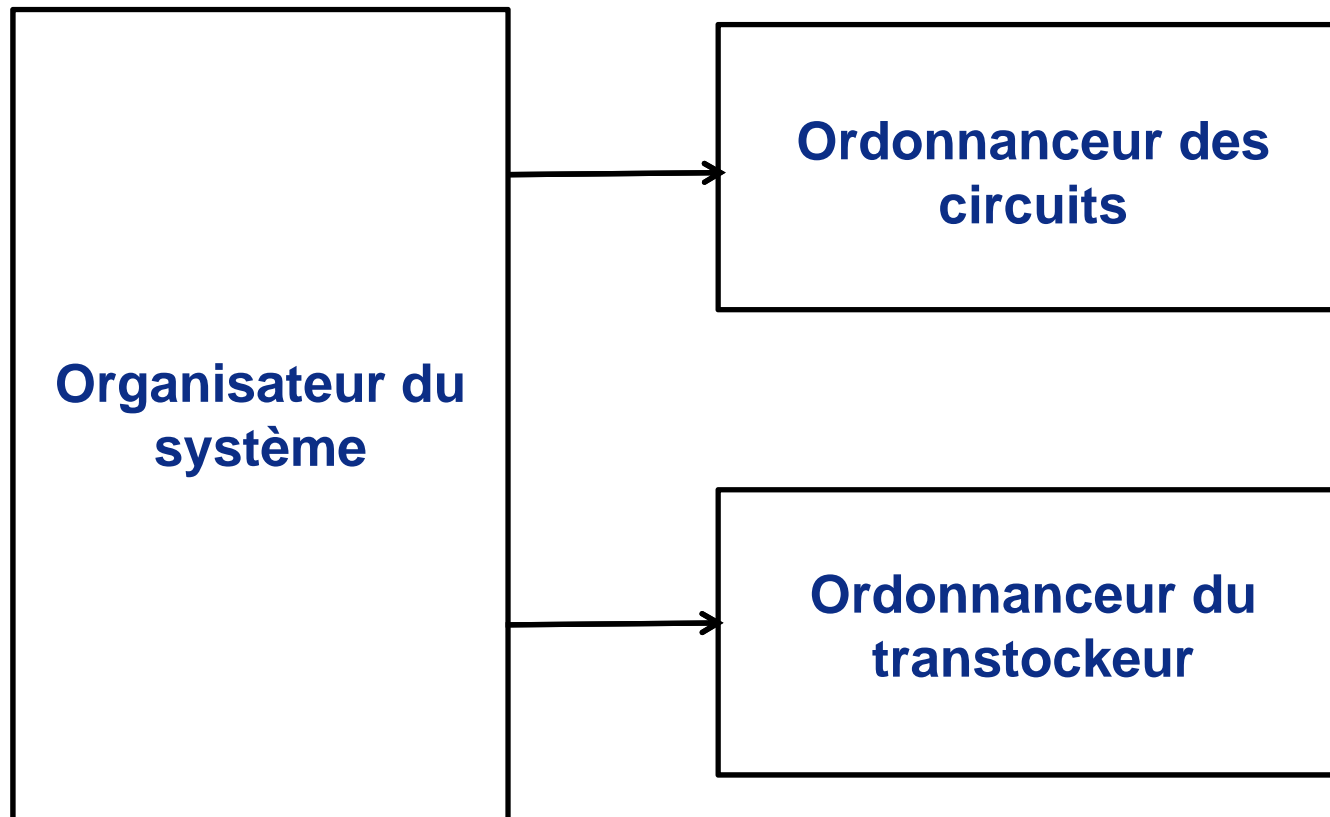 Organisateur du
système
Ordonnanceur des
circuits
Ordonnanceur du
transtockeur